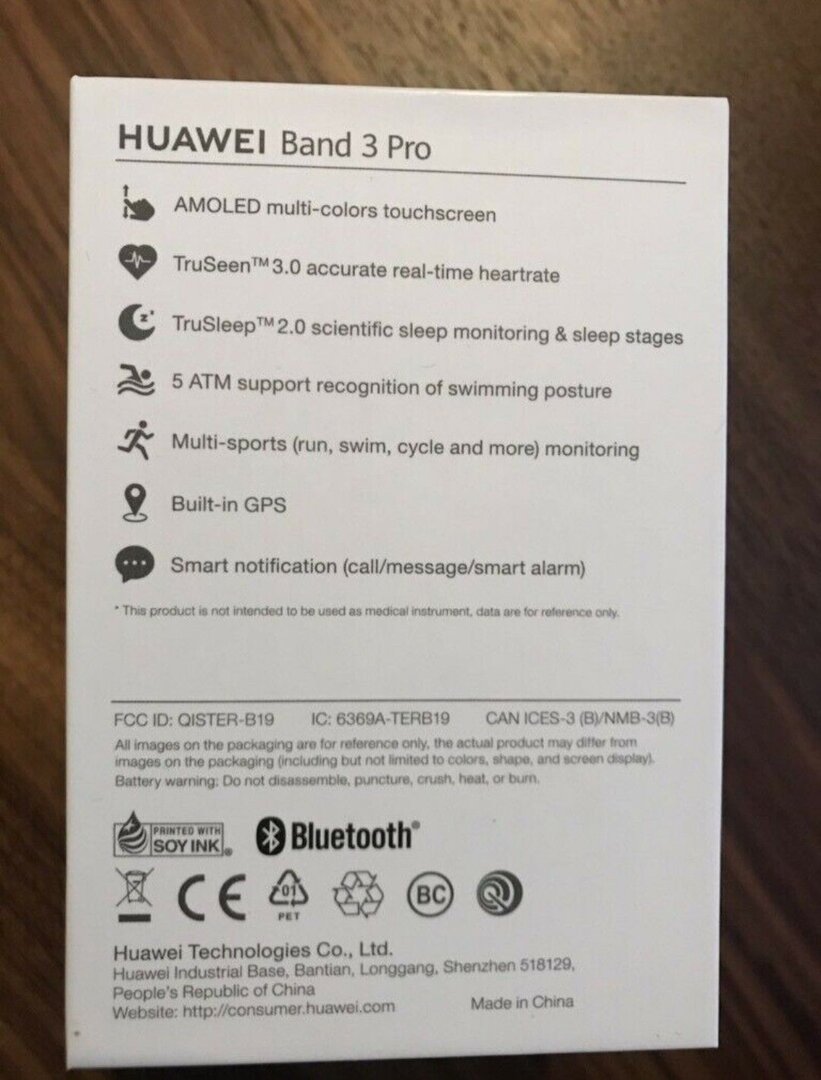 HUAWEI Band 3 Pro
AMOLED multi-colors touchscreen
TruSeen™ 3.0 accurate real-time heartrate
TruSleep™ 2.0 scientific sleep monitoring & sleep stages
5 ATM support recognition of swimming posture
Multi-sports (run, swim, cycle and more) monitoring
Built-in GPS
Smart notification (call/message/smart alarm)
* This product is not intended to be used as medical instrument, data are for reference only.
FCC ID: QISTER-B19 IC: 6369A-TERB19 CAN ICES-3 (B)/NMB-3(B)
All images on the packaging are for reference only, the actual product may differ from
images on the packaging (including but not limited to colors, shape, and screen display).
Battery warning: Do not disassemble, puncture, crush, heat, or burn.
PRINTED WITH
SOY INK® Bluetooth®
CE 01 BC
PET
Huawei Technologies Co., Ltd.
Huawei Industrial Base, Bantian, Longgang, Shenzhen 518129,
People's Republic of China
Website: http://consumer.huawei.com Made in China